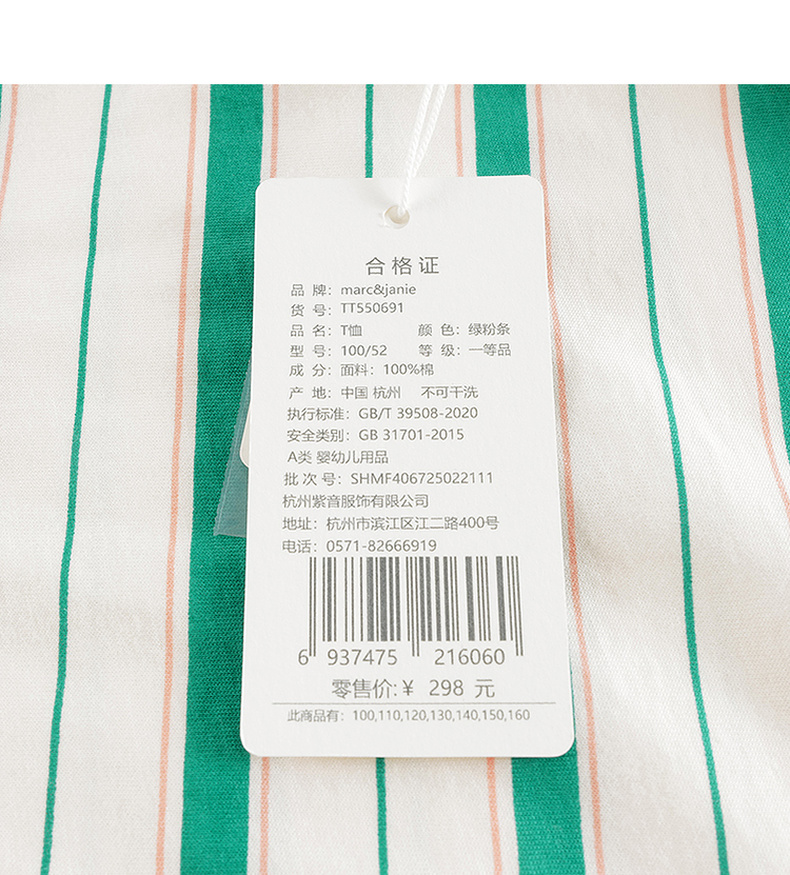 合格证
品 牌：marc&janie
货 号：TT550691
品 名：T恤 颜 色：绿粉条
型 号：100/52 等 级：一等品
成 分：面料：100%棉
产 地：中国 杭州 不可干洗
执行标准：GB/T 39508-2020
安全类别：GB 31701-2015
A类 婴幼儿用品
批 次 号：SHMF406725022111
杭州紫音服饰有限公司
地址：杭州市滨江区江二路400号
电话：0571-82666919
6 937475 216060
零售价:¥ 298 元
此商品有：100,110,120,130,140,150,160